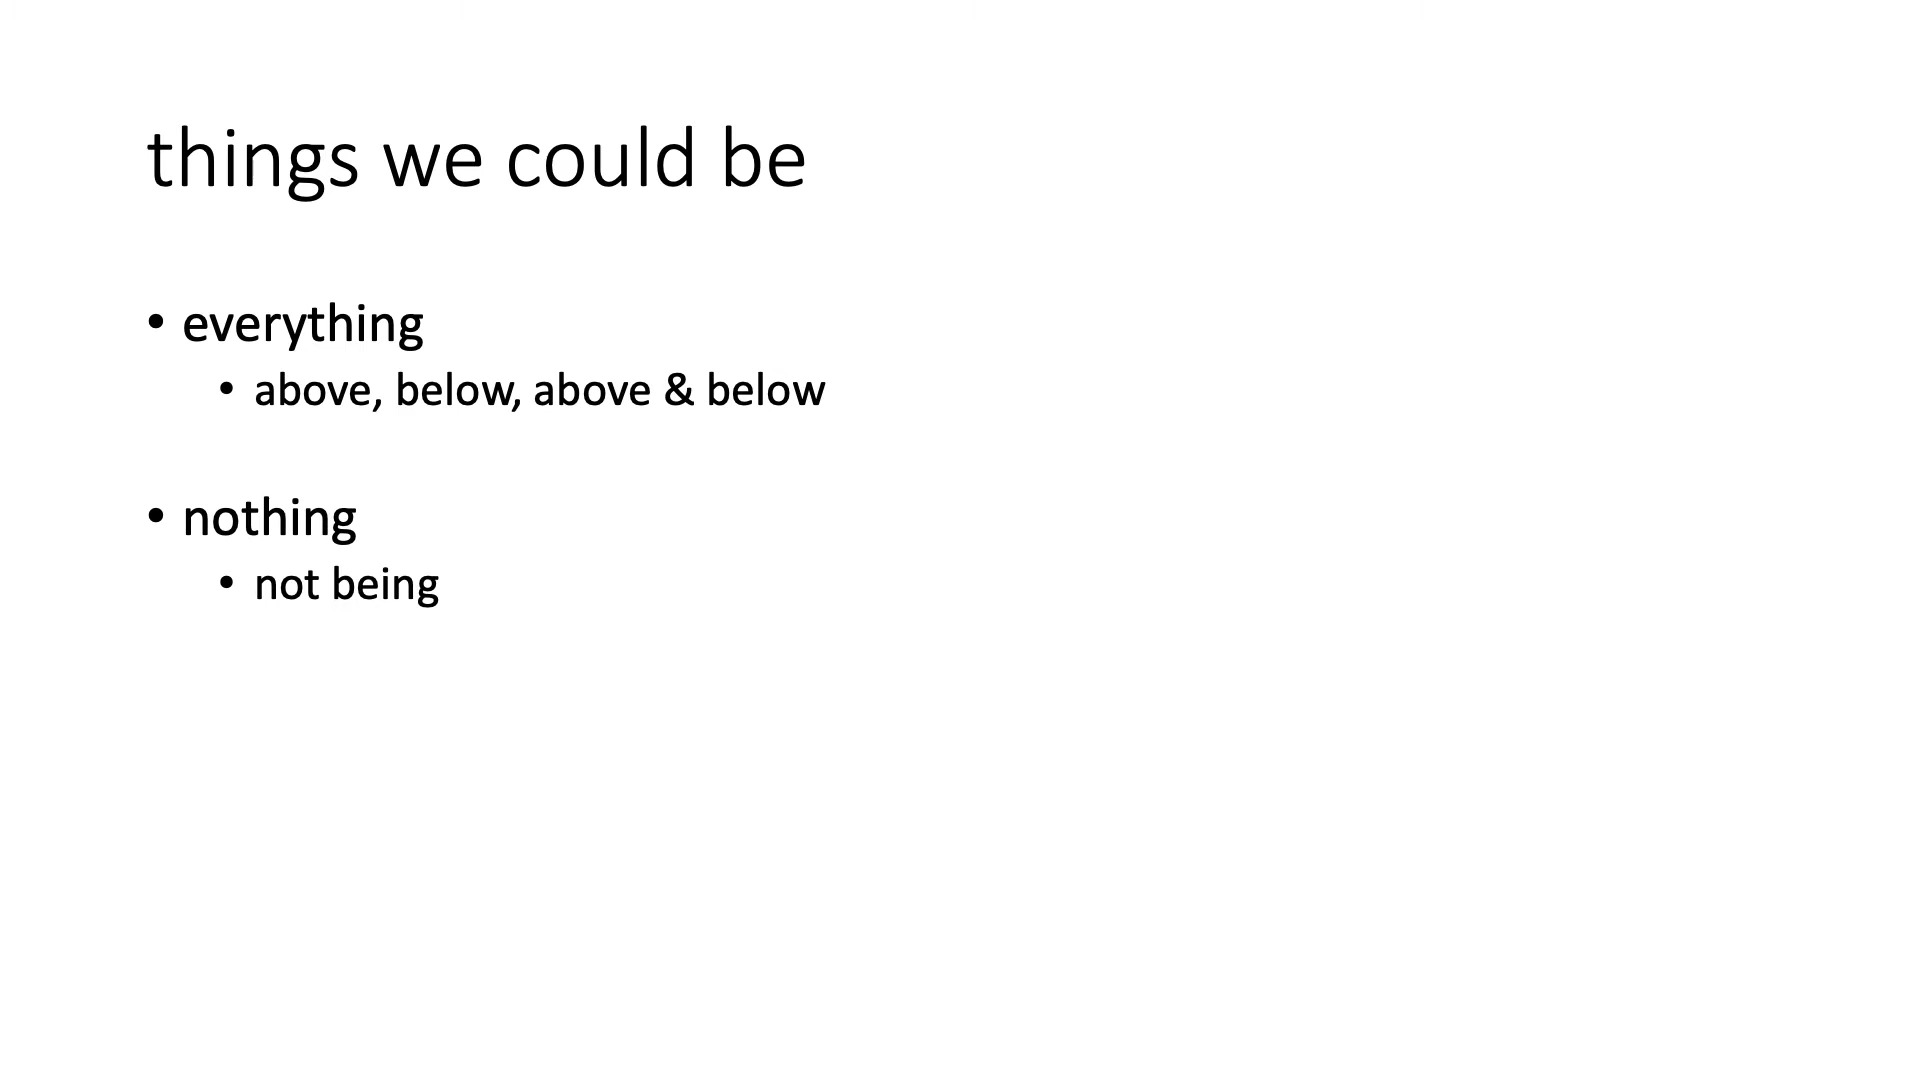 things we could be
• everything
• above, below, above & below
• nothing
• not being